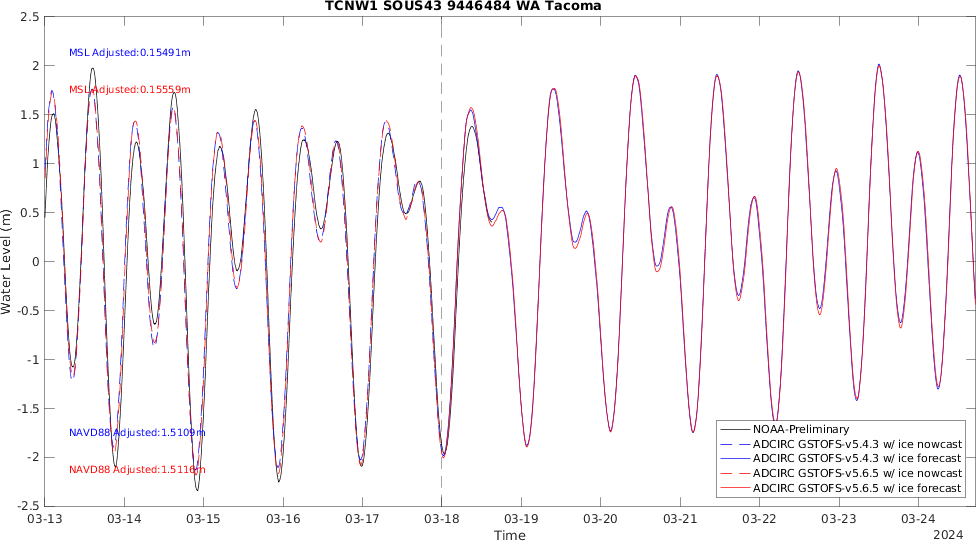 TCNW1 SOUS43 9446484 WA Tacoma
2.5
2
1.5
1
0.5
0
-0.5
-1
-1.5
-2
-2.5
Water Level (m)
MSL Adjusted:0.15491m
MSL Adjusted:0.15559m
NAVD88 Adjusted:1.5109m
NAVD88 Adjusted:1.5116m
NOAA-Preliminary
ADCIRC GSTOFS-v5.4.3 w/ ice nowcast
ADCIRC GSTOFS-v5.4.3 w/ ice forecast
ADCIRC GSTOFS-v5.6.5 w/ ice nowcast
ADCIRC GSTOFS-v5.6.5 w/ ice forecast
03-13 03-14 03-15 03-16 03-17 03-18 03-19 03-20 03-21 03-22 03-23 03-24
Time
2024